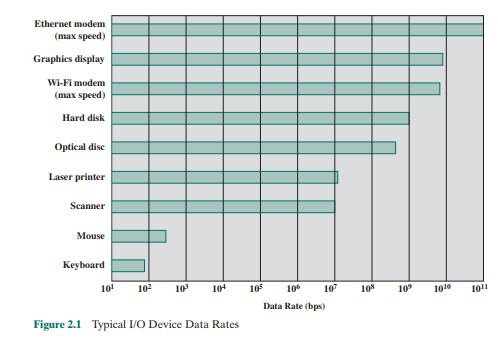 Ethernet modem
(max speed)
Graphics display
Wi-Fi modem
(max speed)
Hard disk
Optical disc
Laser printer
Scanner
Mouse
Keyboard
10¹ 10² 10³ 10⁴ 10⁵ 10⁶ 10⁷ 10⁸ 10⁹ 10¹⁰ 10¹¹
Data Rate (bps)
Figure 2.1 Typical I/O Device Data Rates